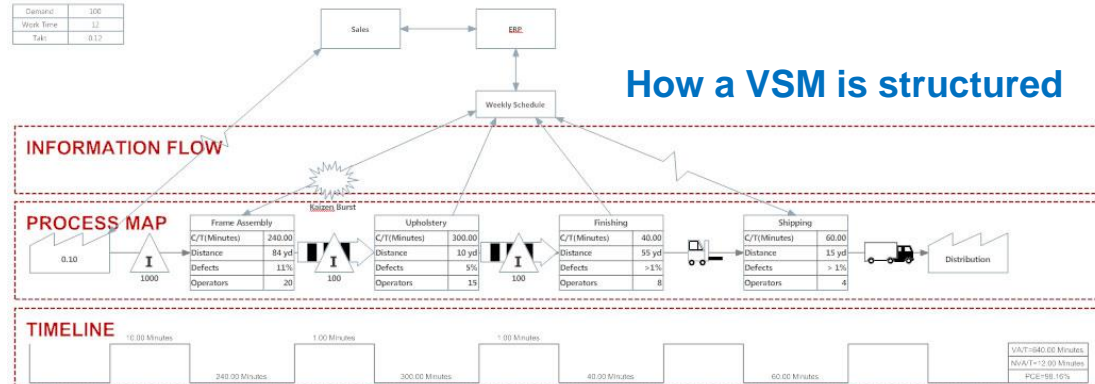 Demand 100
Work Time 12
Takt 0.12
Sales
ERP
How a VSM is structured
Weekly Schedule
INFORMATION FLOW
Kaizen Burst
PROCESS MAP
0.10
I
1000
Frame Assembly
C/T(Minutes) 240.00
Distance 84 yd
Defects 11%
Operators 20
I
100
Upholstery
C/T(Minutes) 300.00
Distance 10 yd
Defects 5%
Operators 15
I
100
Finishing
C/T(Minutes) 40.00
Distance 55 yd
Defects >1%
Operators 8
Shipping
C/T(Minutes) 60.00
Distance 15 yd
Defects > 1%
Operators 4
Distribution
TIMELINE
10.00 Minutes
1.00 Minutes
1.00 Minutes
240.00 Minutes
300.00 Minutes
40.00 Minutes
60.00 Minutes
VA/T=640.00 Minutes
NVA/T=12.00 Minutes
PCE=98.16%